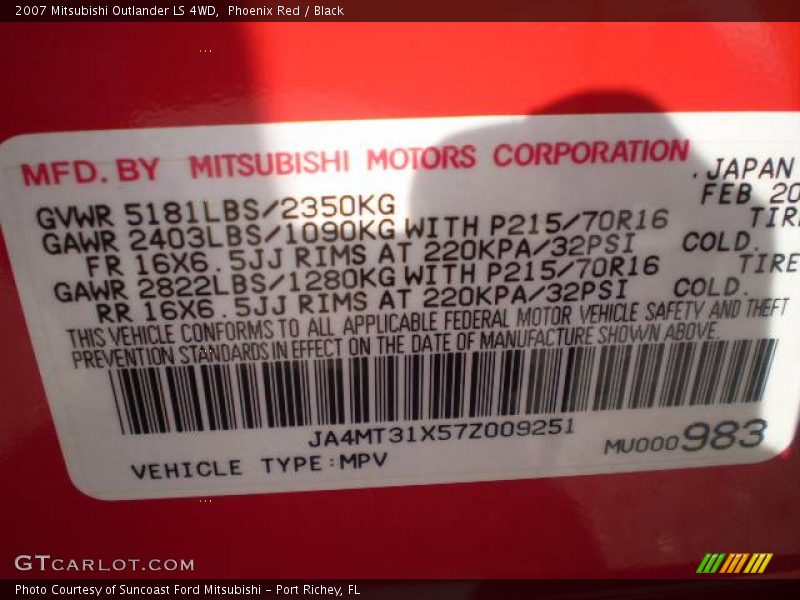 2007 Mitsubishi Outlander LS 4WD,  Phoenix Red / Black
MFD. BY MITSUBISHI MOTORS CORPORATION
.JAPAN
GVWR 5181LBS/2350KG
FEB 20
GAWR 2403LBS/1090KG WITH P215/70R16 TIRE
FR 16X6.5JJ RIMS AT 220KPA/32PSI COLD.
GAWR 2822LBS/1280KG WITH P215/70R16 TIRE
RR 16X6.5JJ RIMS AT 220KPA/32PSI COLD.
THIS VEHICLE CONFORMS TO ALL APPLICABLE FEDERAL MOTOR VEHICLE SAFETY AND THEFT
PREVENTION STANDARDS IN EFFECT ON THE DATE OF MANUFACTURE SHOWN ABOVE.
JA4MT31X57Z009251
MU000983
VEHICLE TYPE:MPV
GTCARLOT.COM
Photo Courtesy of Suncoast Ford Mitsubishi - Port Richey, FL